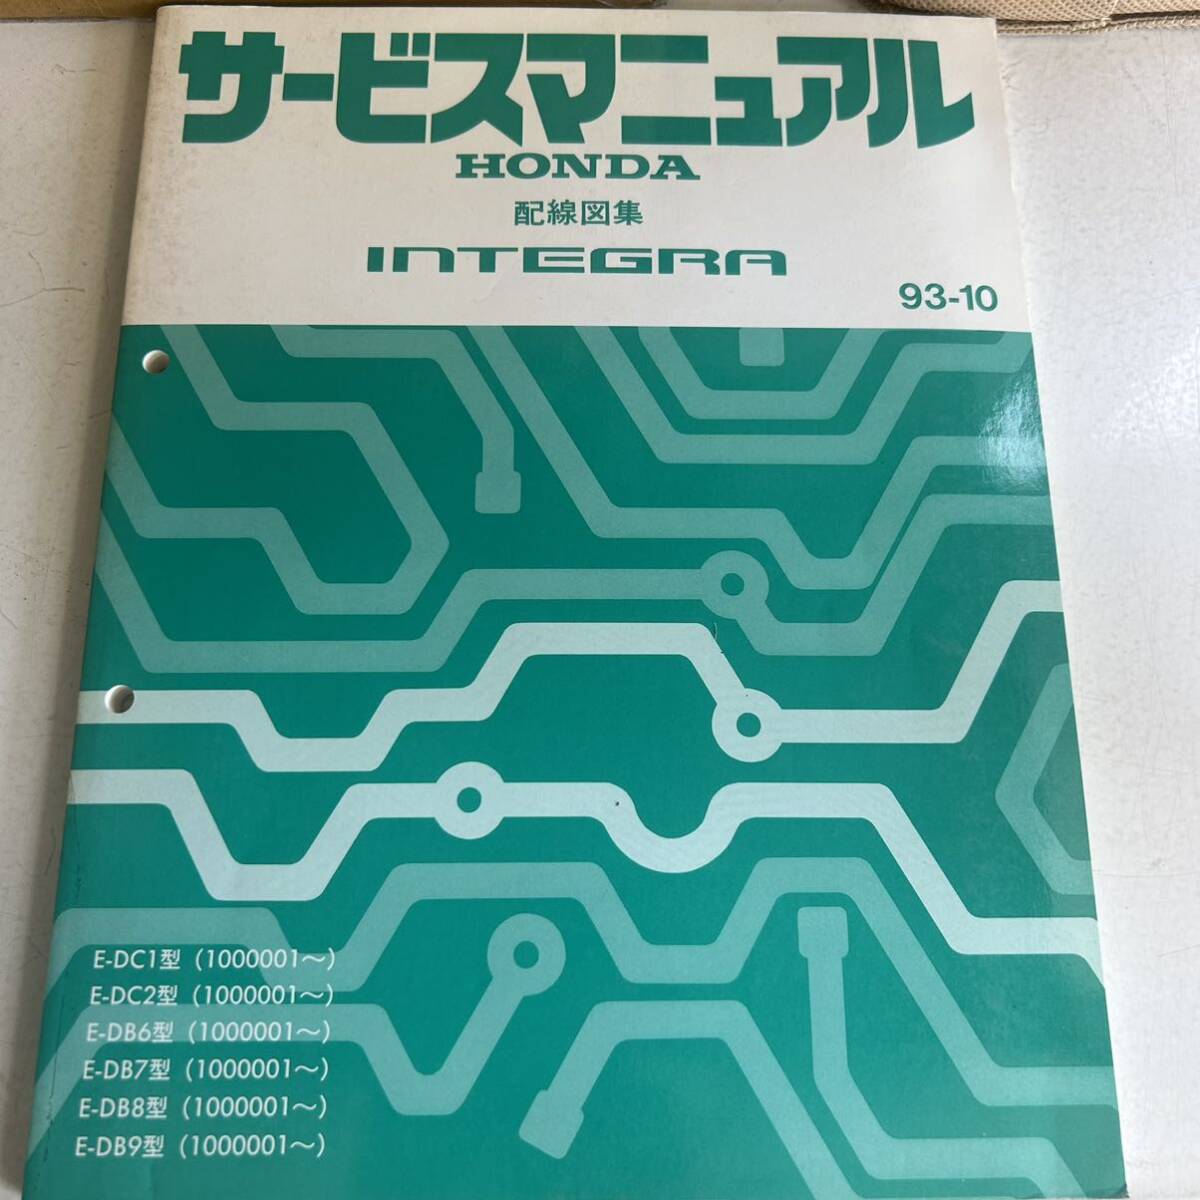 サービスマニュアル
HONDA
配線図集
INTEGRA
93-10
E-DC1型 (1000001～)
E-DC2型 (1000001～)
E-DB6型 (1000001～)
E-DB7型 (1000001～)
E-DB8型 (1000001～)
E-DB9型 (1000001～)